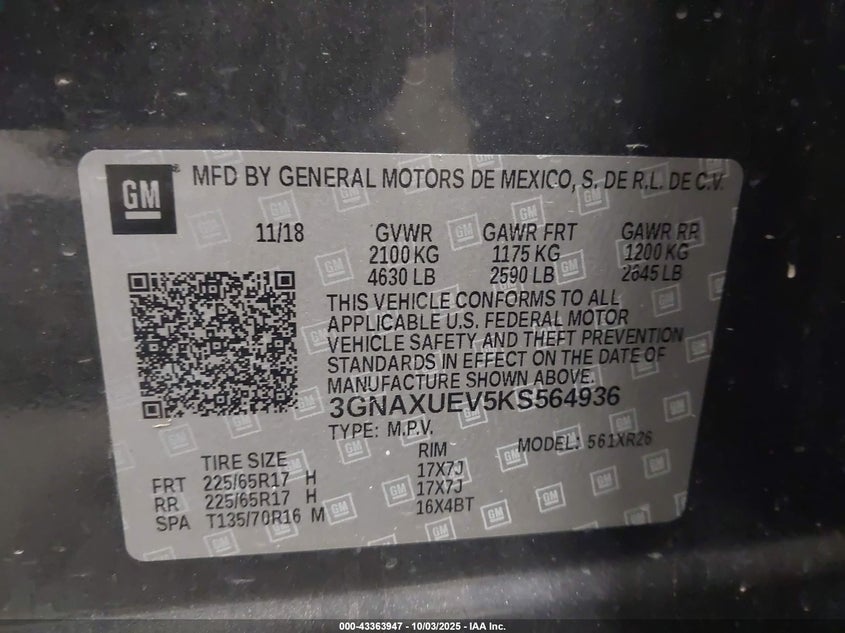 GM ® MFD BY GENERAL MOTORS DE MEXICO, S. DE R.L. DE C.V.
11/18 GVWR GAWR FRT GAWR RR
2100 KG 1175 KG 1200 KG
4630 LB 2590 LB 2645 LB
THIS VEHICLE CONFORMS TO ALL
APPLICABLE U.S. FEDERAL MOTOR
VEHICLE SAFETY AND THEFT PREVENTION
STANDARDS IN EFFECT ON THE DATE OF
MANUFACTURE SHOWN ABOVE.
3GNAXUEV5KS564936
TYPE: M.P.V. MODEL: 561XR26
TIRE SIZE RIM
FRT 225/65R17 H 17X7J
RR 225/65R17 H 17X7J
SPA T135/70R16 M 16X4BT
000-43363947 - 10/03/2025 - IAA Inc.